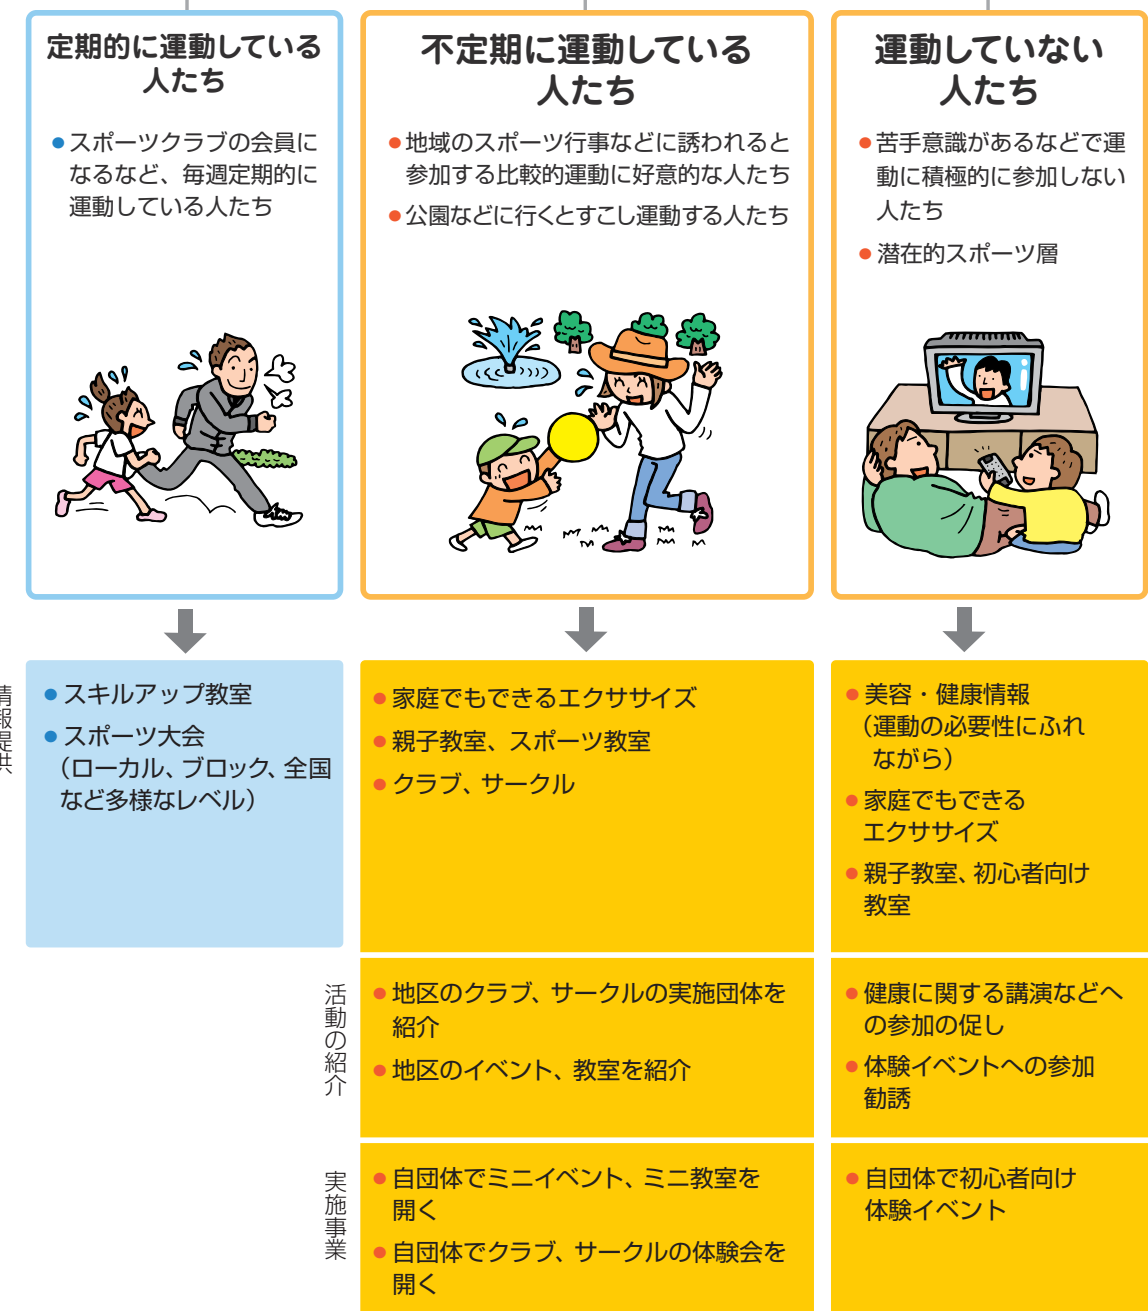 定期的に運動している
人たち
● スポーツクラブの会員に
なるなど、毎週定期的に
運動している人たち
不定期に運動している
人たち
● 地域のスポーツ行事などに誘われると
参加する比較的運動に好意的な人たち
● 公園などに行くとすこし運動する人たち
運動していない
人たち
● 苦手意識があるなどで運
動に積極的に参加しない
人たち
● 潜在的スポーツ層
情報提供
● スキルアップ教室
● スポーツ大会
（ローカル、ブロック、全国
など多様なレベル）
● 家庭でもできるエクササイズ
● 親子教室、スポーツ教室
● クラブ、サークル
● 美容・健康情報
（運動の必要性にふれ
ながら）
● 家庭でもできる
エクササイズ
● 親子教室、初心者向け
教室
活動の紹介
● 地区のクラブ、サークルの実施団体を
紹介
● 地区のイベント、教室を紹介
● 健康に関する講演などへ
の参加の促し
● 体験イベントへの参加
勧誘
実施事業
● 自団体でミニイベント、ミニ教室を
開く
● 自団体でクラブ、サークルの体験会を
開く
● 自団体で初心者向け
体験イベント